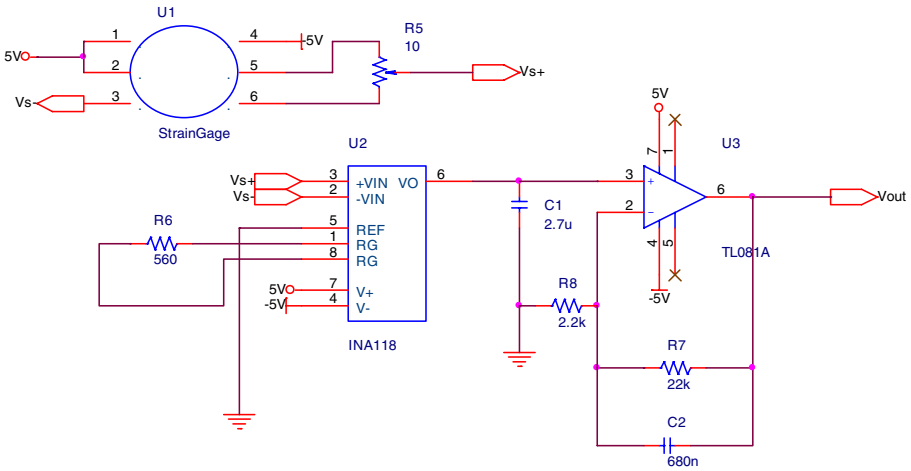 U1
1
4
-5V
R5
10
5V
2
5
Vs+
Vs-
3
6
StrainGage
5V
U2
U3
7
1
Vs+
3
+VIN
VO
6
3
+
Vs-
2
-VIN
6
Vout
C1
2
-
2.7u
R6
5
REF
1
RG
4
5
TL081A
560
8
RG
R8
5V
7
V+
-5V
-5V
4
V-
2.2k
INA118
R7
22k
C2
680n